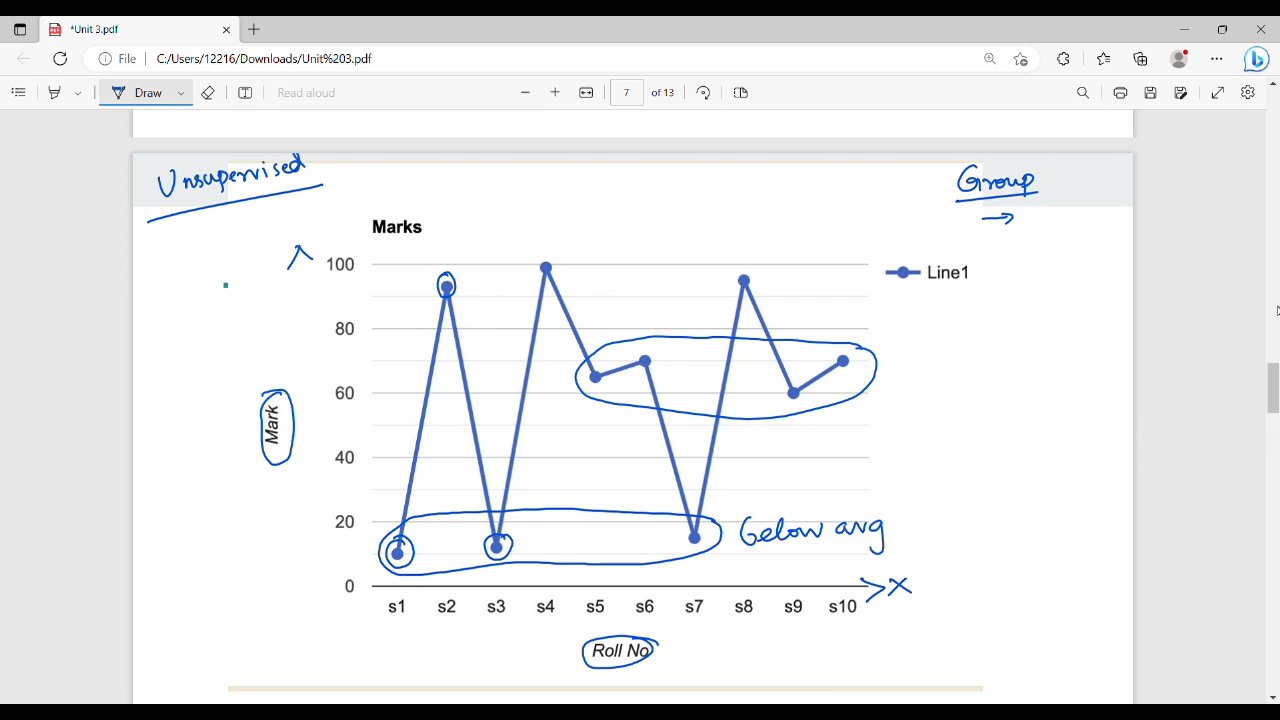 *Unit 3.pdf
File C:/Users/12216/Downloads/Unit%203.pdf
Draw Read aloud 7 of 13
Unsupervised
Group
Marks
100
80
60
40
20
0
Line1
Mark
below avg
X
s1 s2 s3 s4 s5 s6 s7 s8 s9 s10
Roll No